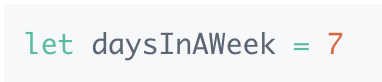 let daysInAWeek = 7